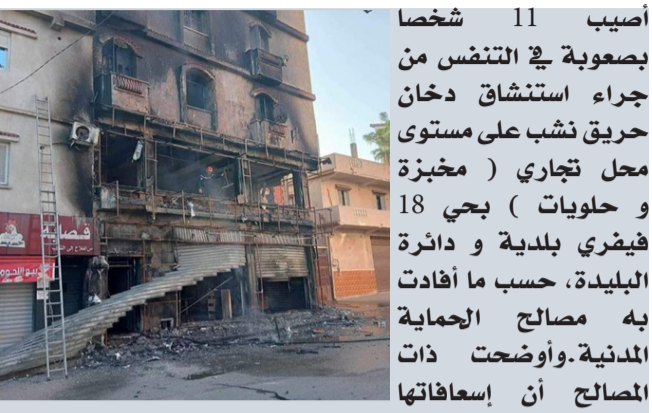 أصيب 11 شخصا
بصعوبة في التنفس من
جراء استنشاق دخان
حريق نشب على مستوى
محل تجاري ( مخبزة
و حلويات ) بحي 18
فيفري بلدية و دائرة
البليدة، حسب ما أفادت
به مصالح الحماية
المدنية.وأوضحت ذات
المصالح أن إسعافاتها
قصابة